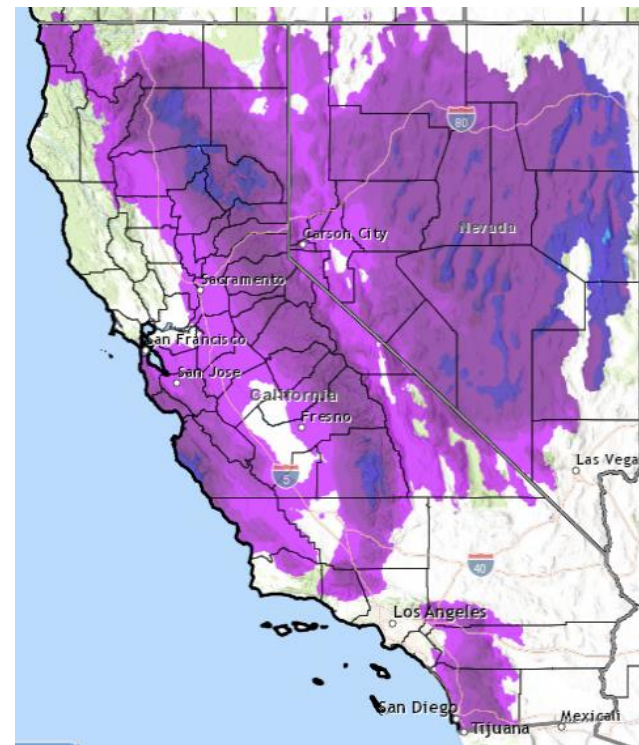 80
Nevada
Carson City
Sacramento
San Francisco
San Jose
California
Fresno
5
Las Vega
40
Los Angeles
San Diego
Tijuana
Mexicali